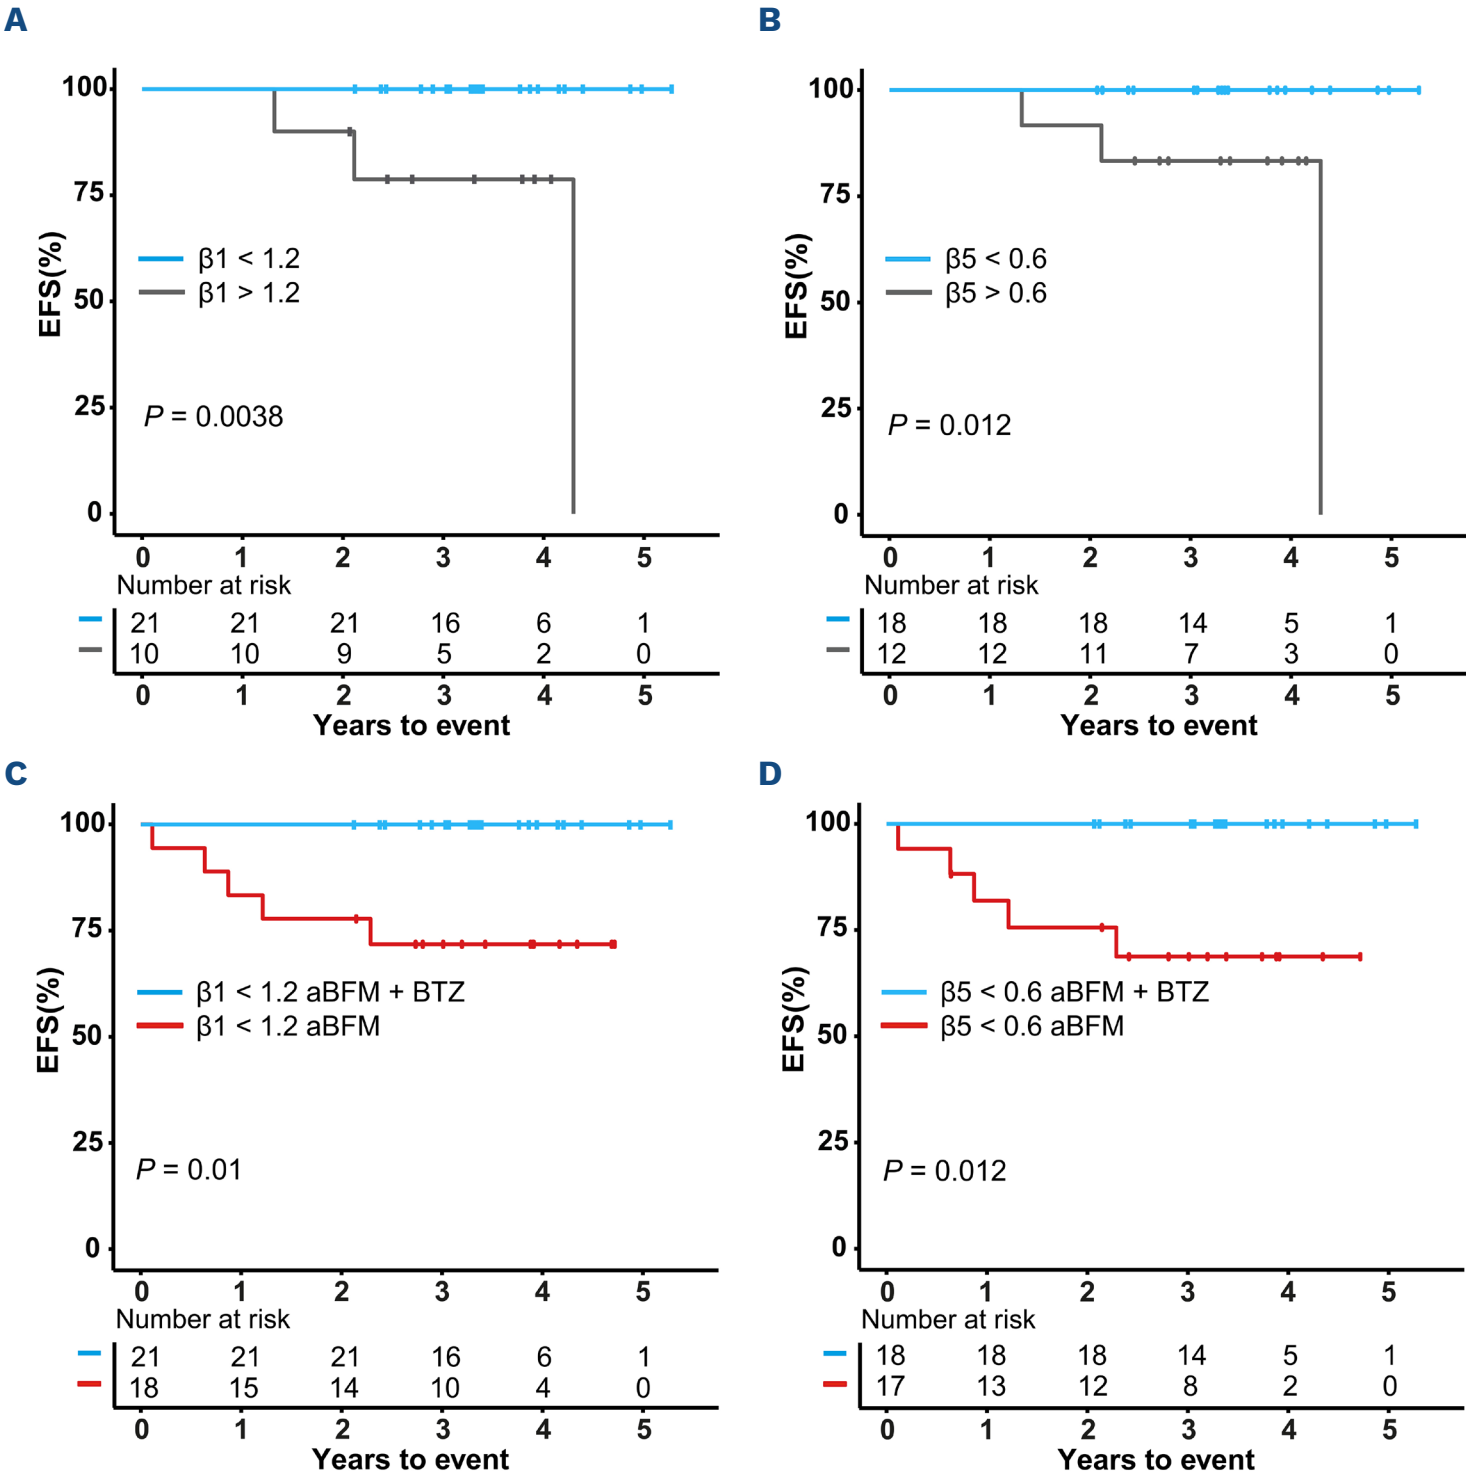 A
100
75
50
25
0
EFS(%)
β1 < 1.2
β1 > 1.2
P = 0.0038
0 1 2 3 4 5
Number at risk
21 21 21 16 6 1
10 10 9 5 2 0
0 1 2 3 4 5
Years to event
B
100
75
50
25
0
EFS(%)
β5 < 0.6
β5 > 0.6
P = 0.012
0 1 2 3 4 5
Number at risk
18 18 18 14 5 1
12 12 11 7 3 0
0 1 2 3 4 5
Years to event
C
100
75
50
25
0
EFS(%)
β1 < 1.2 aBFM + BTZ
β1 < 1.2 aBFM
P = 0.01
0 1 2 3 4 5
Number at risk
21 21 21 16 6 1
18 15 14 10 4 0
0 1 2 3 4 5
Years to event
D
100
75
50
25
0
EFS(%)
β5 < 0.6 aBFM + BTZ
β5 < 0.6 aBFM
P = 0.012
0 1 2 3 4 5
Number at risk
18 18 18 14 5 1
17 13 12 8 2 0
0 1 2 3 4 5
Years to event